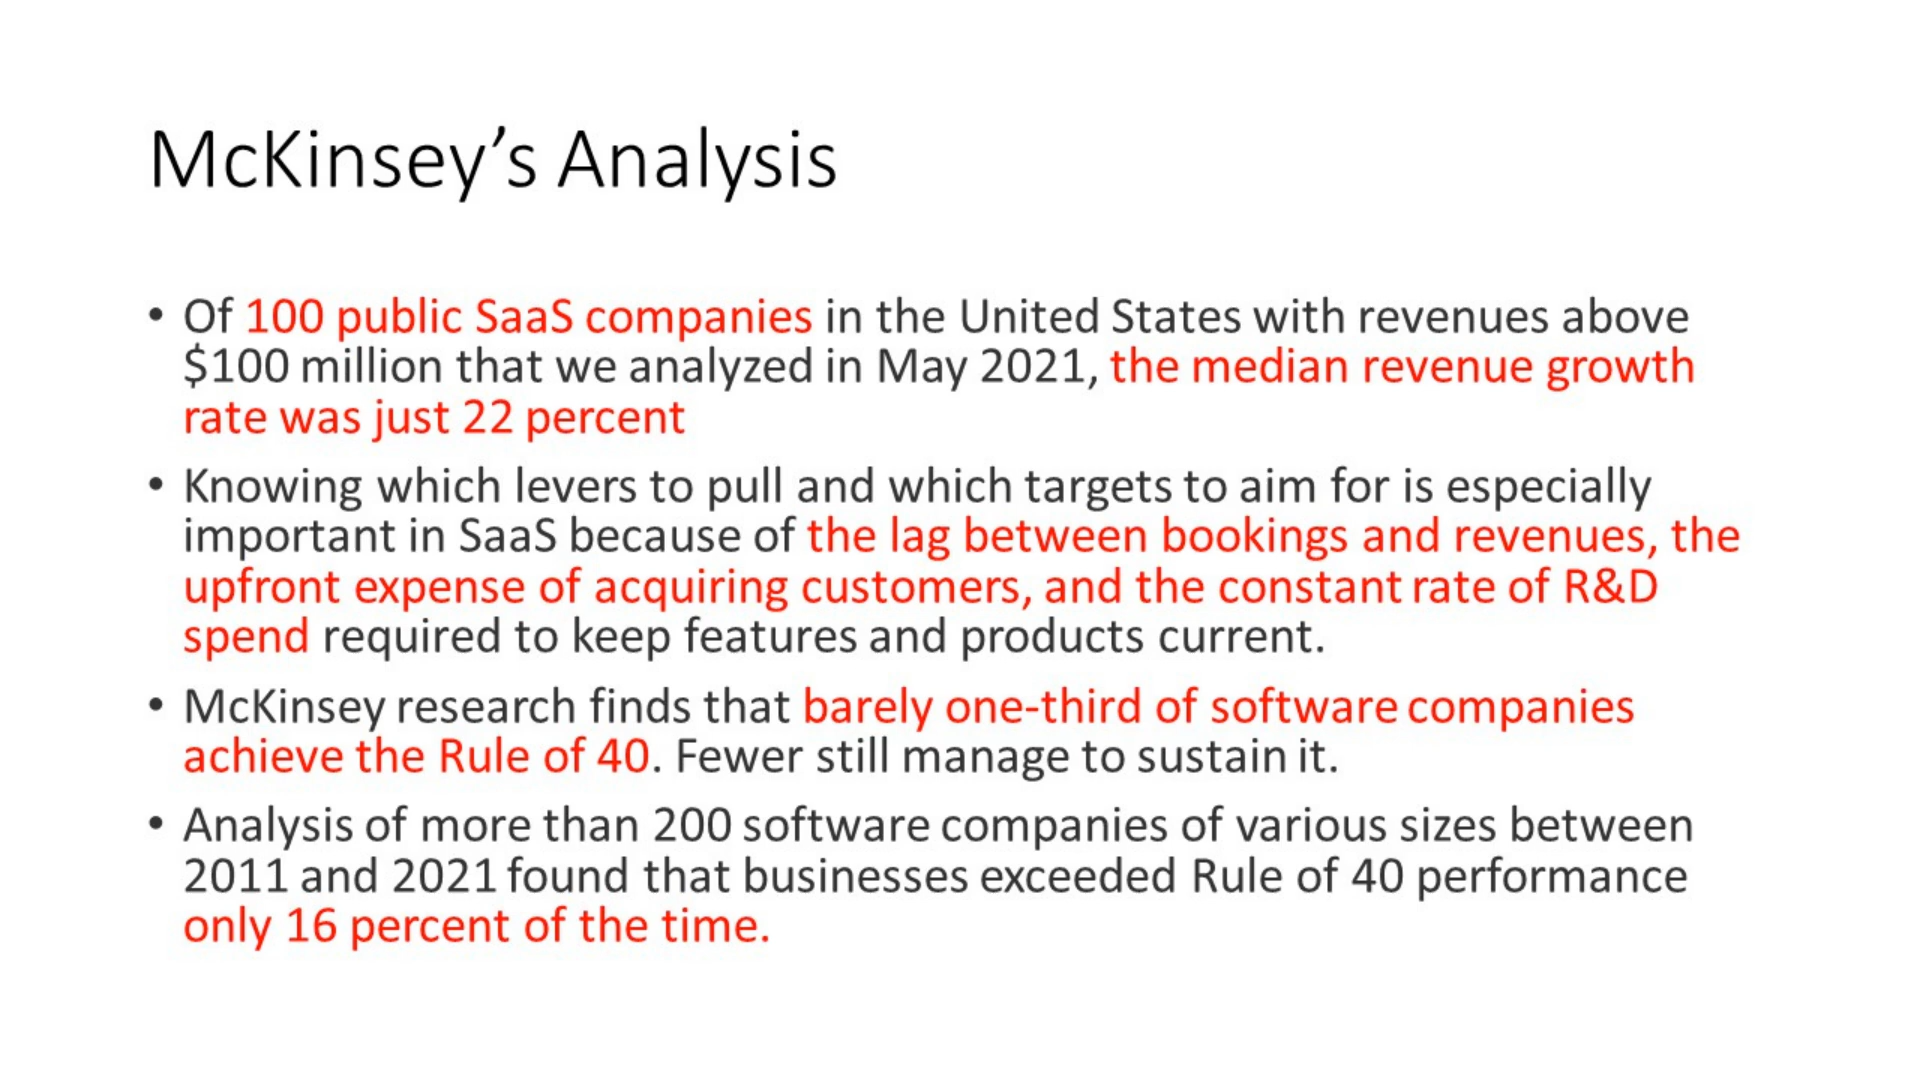 McKinsey’s Analysis
• Of 100 public SaaS companies in the United States with revenues above
$100 million that we analyzed in May 2021, the median revenue growth
rate was just 22 percent
• Knowing which levers to pull and which targets to aim for is especially
important in SaaS because of the lag between bookings and revenues, the
upfront expense of acquiring customers, and the constant rate of R&D
spend required to keep features and products current.
• McKinsey research finds that barely one-third of software companies
achieve the Rule of 40. Fewer still manage to sustain it.
• Analysis of more than 200 software companies of various sizes between
2011 and 2021 found that businesses exceeded Rule of 40 performance
only 16 percent of the time.